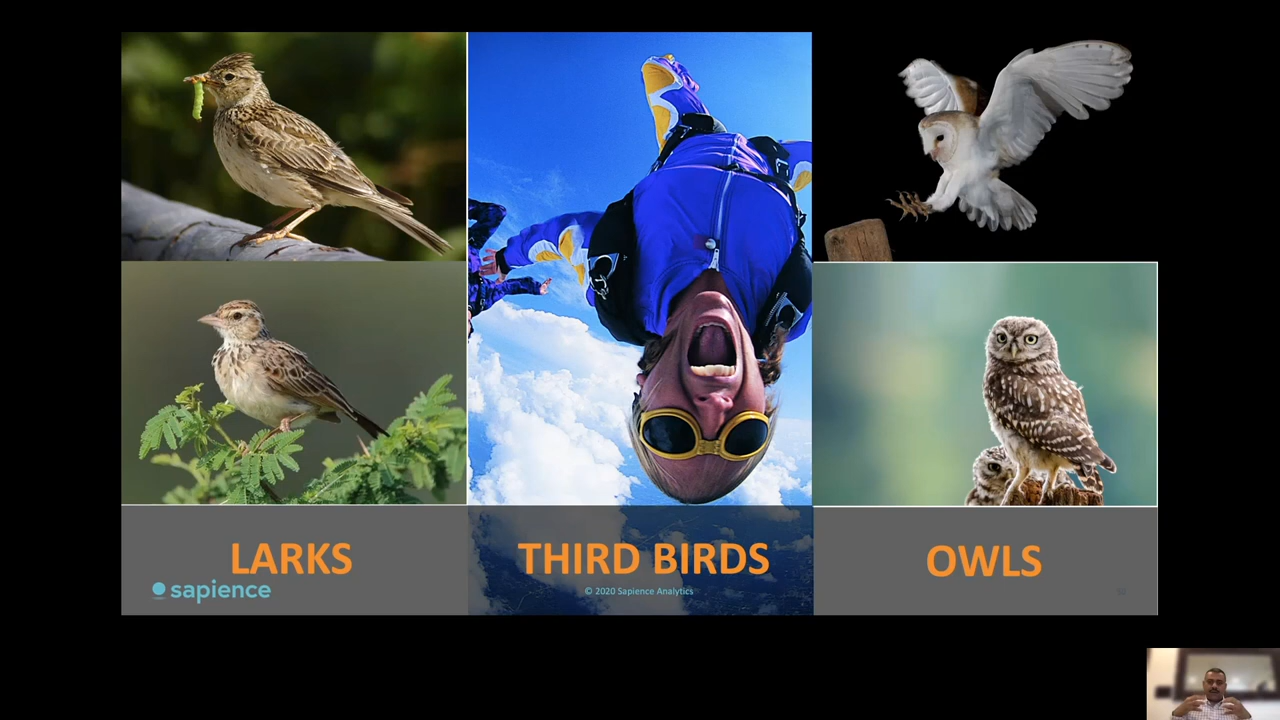 LARKS
THIRD BIRDS
OWLS
sapience
© 2020 Sapience Analytics